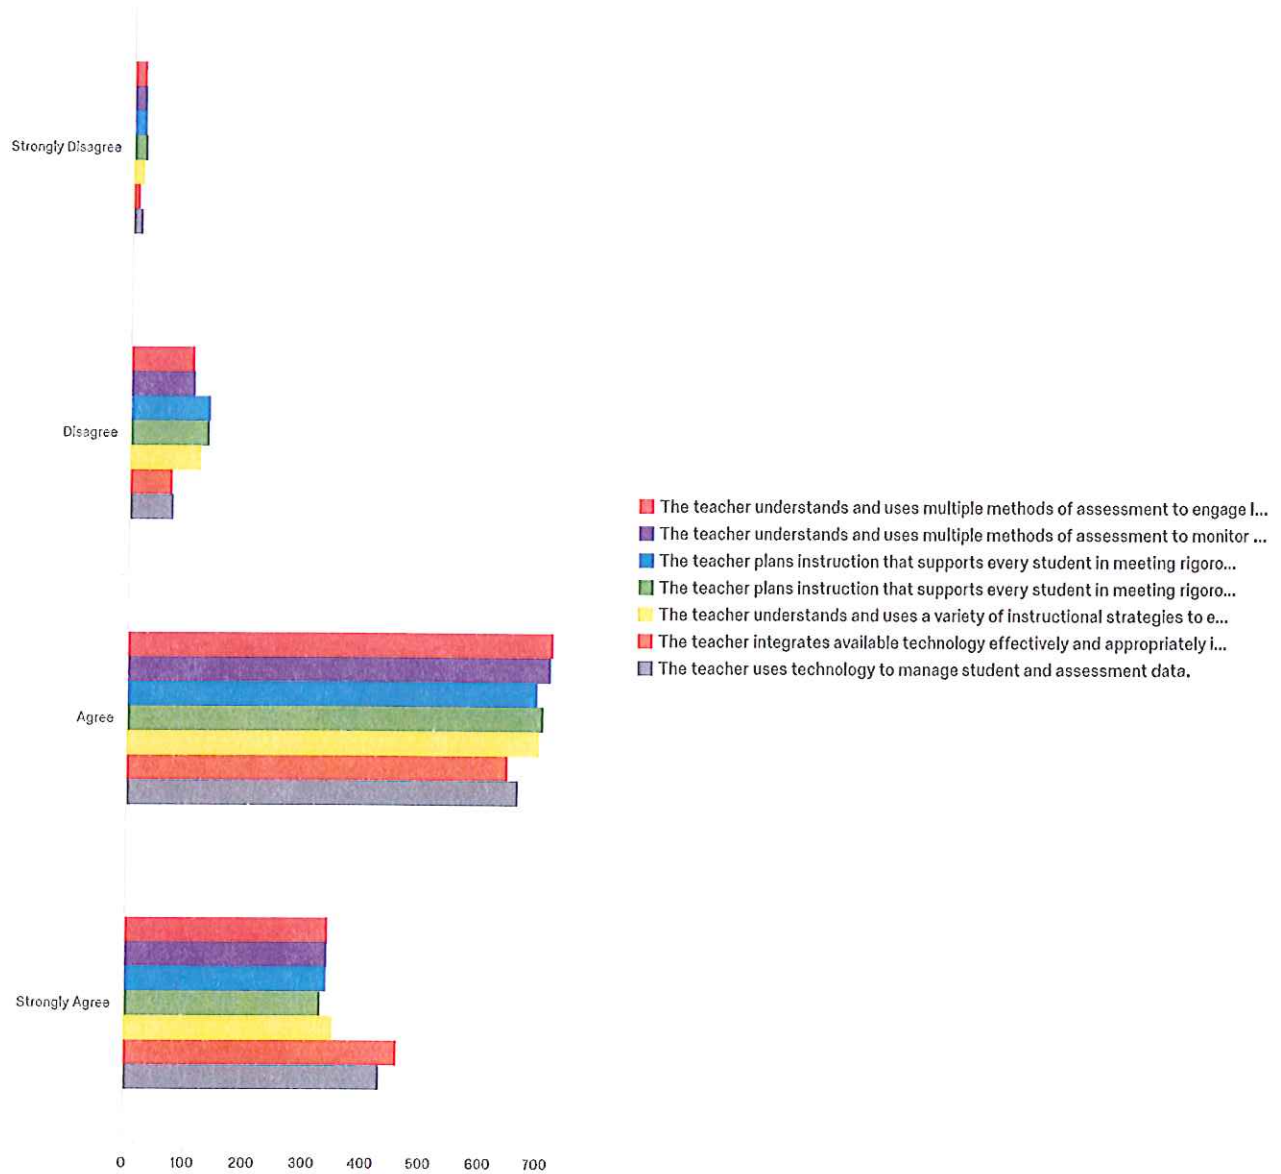 Strongly Disagree
Disagree
Agree
Strongly Agree
0 100 200 300 400 500 600 700
The teacher understands and uses multiple methods of assessment to engage l...
The teacher understands and uses multiple methods of assessment to monitor ...
The teacher plans instruction that supports every student in meeting rigoro...
The teacher plans instruction that supports every student in meeting rigoro...
The teacher understands and uses a variety of instructional strategies to e...
The teacher integrates available technology effectively and appropriately i...
The teacher uses technology to manage student and assessment data.